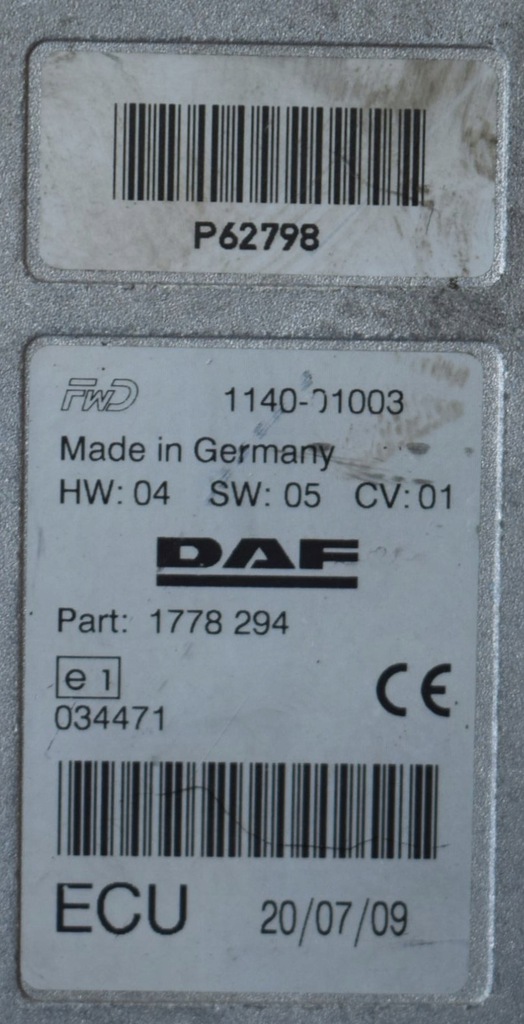 P62798
FWD 1140-01003
Made in Germany
HW: 04 SW: 05 CV: 01
DAF
Part: 1778 294
e 1
CE
034471
ECU 20/07/09